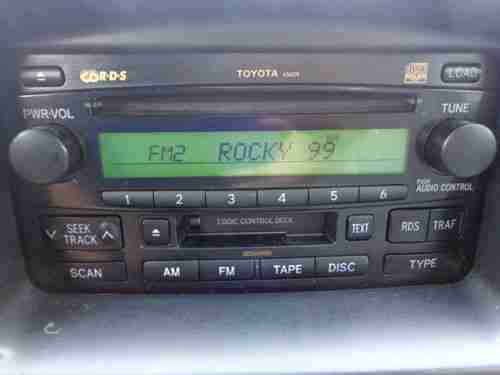 CD R·D·S TOYOTA LOAD
PWR·VOL TUNE
FM2 ROCKY 99
PUSH
AUDIO CONTROL
1 2 3 4 5 6
SEEK
TRACK
LOGIC CONTROL DECK
TEXT RDS TRAF
SCAN AM FM TAPE DISC TYPE